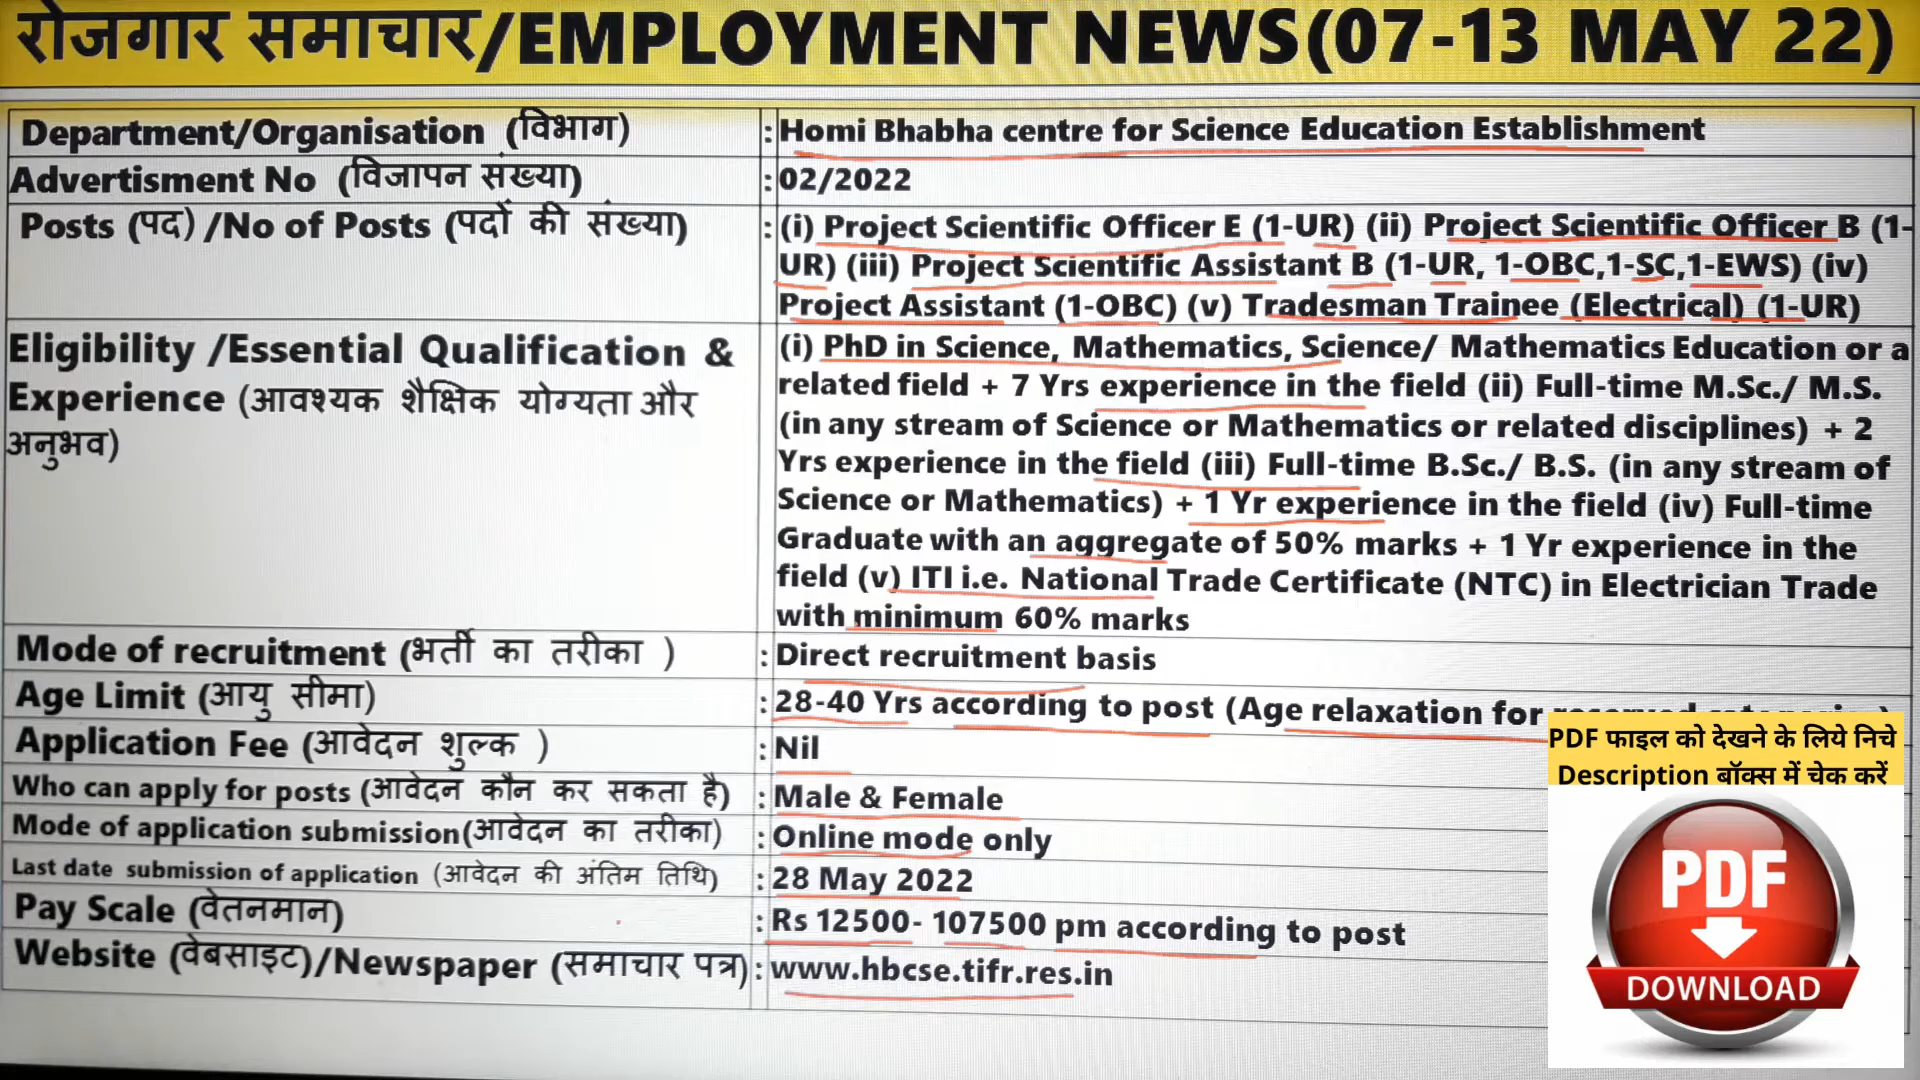 रोजगार समाचार/EMPLOYMENT NEWS(07-13 MAY 22)
Department/Organisation (विभाग)
:Homi Bhabha centre for Science Education Establishment
Advertisment No (विजापन संख्या)
:02/2022
Posts (पद) /No of Posts (पदों की संख्या)
:(i) Project Scientific Officer E (1-UR) (ii) Project Scientific Officer B (1-
UR) (iii) Project Scientific Assistant B (1-UR, 1-OBC,1-SC,1-EWS) (iv)
Project Assistant (1-OBC) (v) Tradesman Trainee (Electrical) (1-UR)
Eligibility /Essential Qualification &
Experience (आवश्यक शैक्षिक योग्यता और
अनुभव)
(i) PhD in Science, Mathematics, Science/ Mathematics Education or a
related field + 7 Yrs experience in the field (ii) Full-time M.Sc./ M.S.
(in any stream of Science or Mathematics or related disciplines) + 2
Yrs experience in the field (iii) Full-time B.Sc./ B.S. (in any stream of
Science or Mathematics) + 1 Yr experience in the field (iv) Full-time
Graduate with an aggregate of 50% marks + 1 Yr experience in the
field (v) ITI i.e. National Trade Certificate (NTC) in Electrician Trade
with minimum 60% marks
Mode of recruitment (भर्ती का तरीका )
:Direct recruitment basis
Age Limit (आयु सीमा)
:28-40 Yrs according to post (Age relaxation for
Application Fee (आवेदन शुल्क )
:Nil
Who can apply for posts (आवेदन कौन कर सकता है)
:Male & Female
Mode of application submission(आवेदन का तरीका)
:Online mode only
Last date submission of application (आवेदन की अंतिम तिथि)
:28 May 2022
Pay Scale (वेतनमान)
:Rs 12500- 107500 pm according to post
Website (वेबसाइट)/Newspaper (समाचार पत्र)
:www.hbcse.tifr.res.in
PDF फाइल को देखने के लिये निचे
Description बॉक्स में चेक करें
PDF
DOWNLOAD